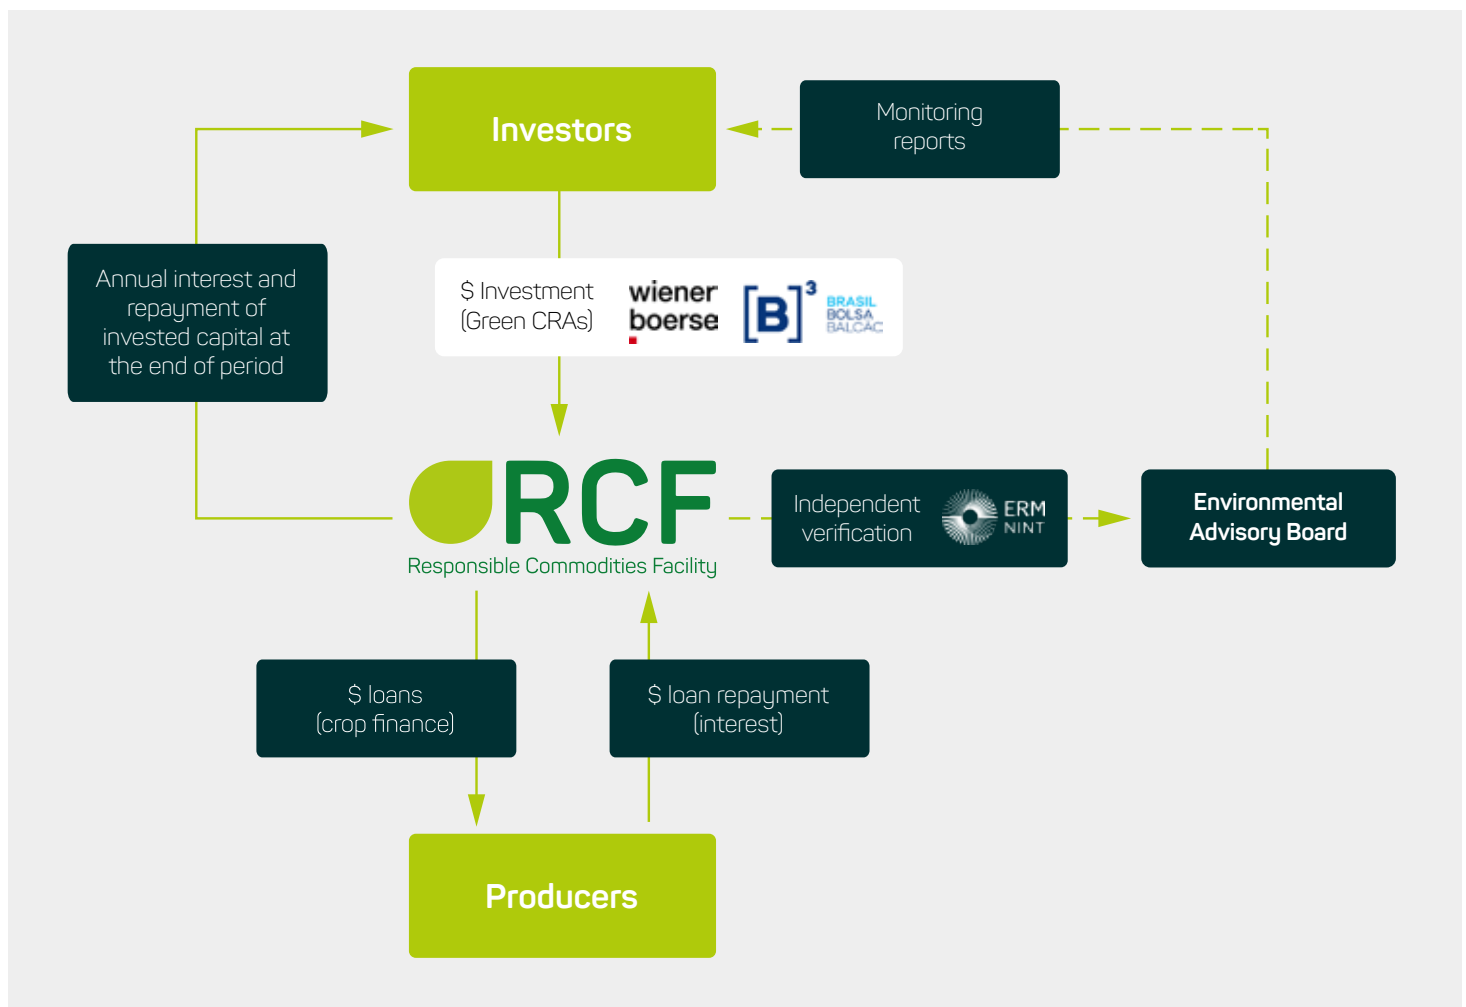 Investors
Monitoring
reports
Annual interest and
repayment of
invested capital at
the end of period
$ Investment
(Green CRAs)
wiener
boerse
[B]³
BRASIL
BOLSA
BALCÃO
RCF
Responsible Commodities Facility
Independent
verification
ERM
NINT
Environmental
Advisory Board
$ loans
(crop finance)
$ loan repayment
(interest)
Producers